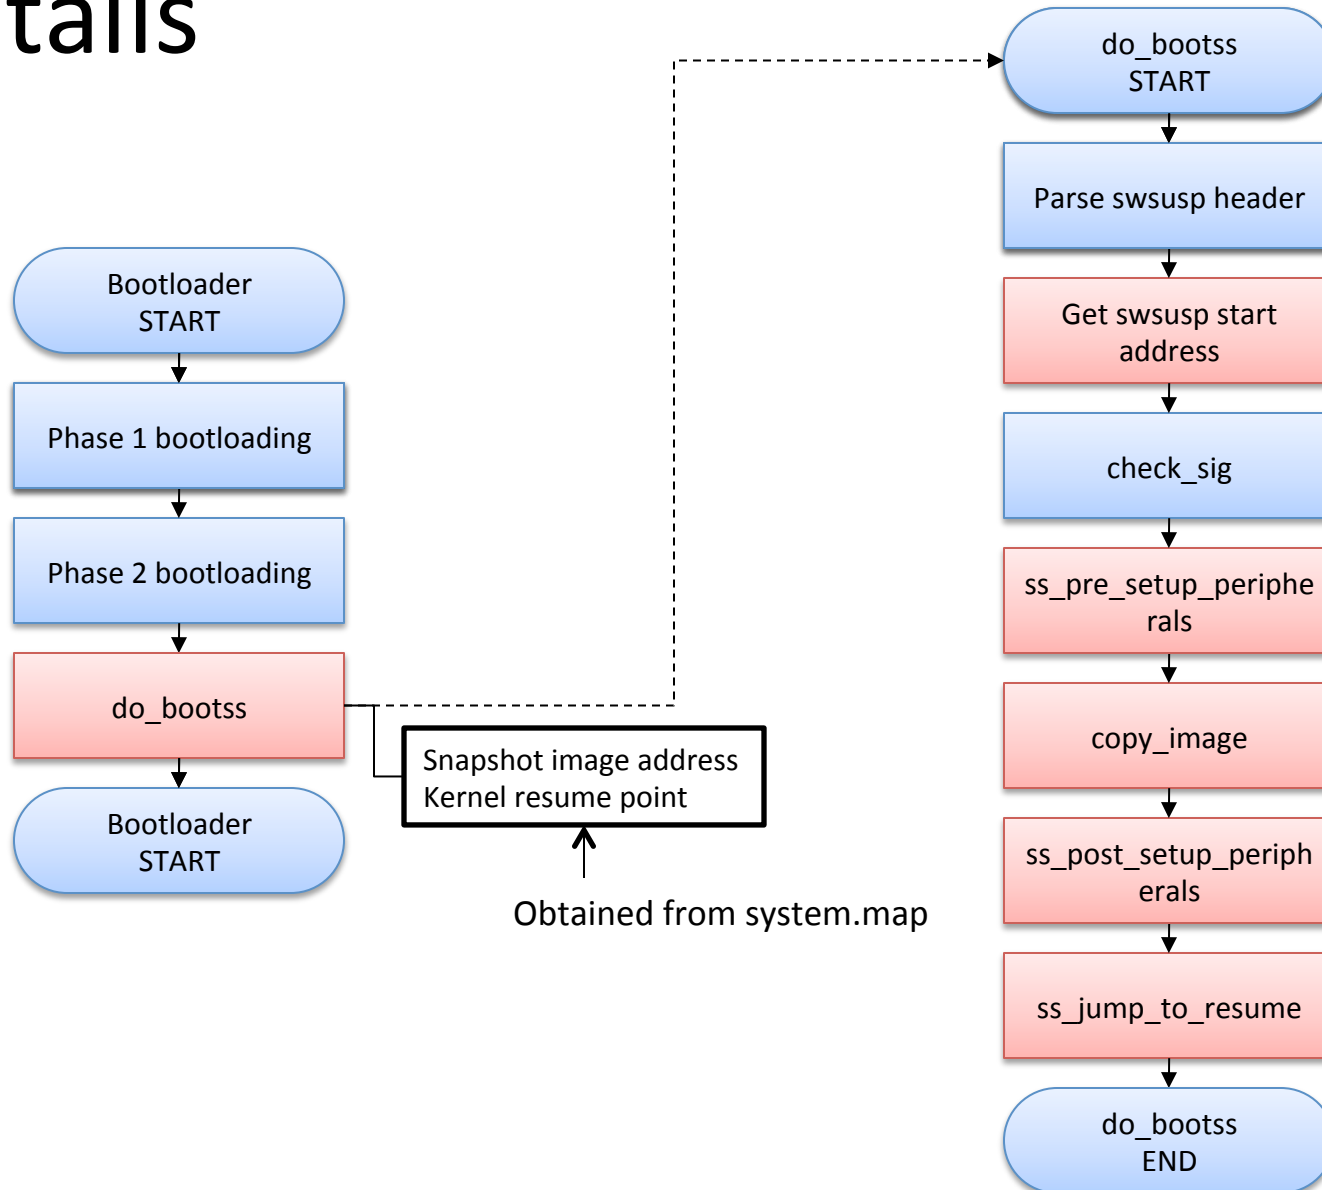 tails
Bootloader
START
Phase 1 bootloading
Phase 2 bootloading
do_bootss
Bootloader
START
Snapshot image address
Kernel resume point
Obtained from system.map
do_bootss
START
Parse swsusp header
Get swsusp start
address
check_sig
ss_pre_setup_periphe
rals
copy_image
ss_post_setup_periph
erals
ss_jump_to_resume
do_bootss
END